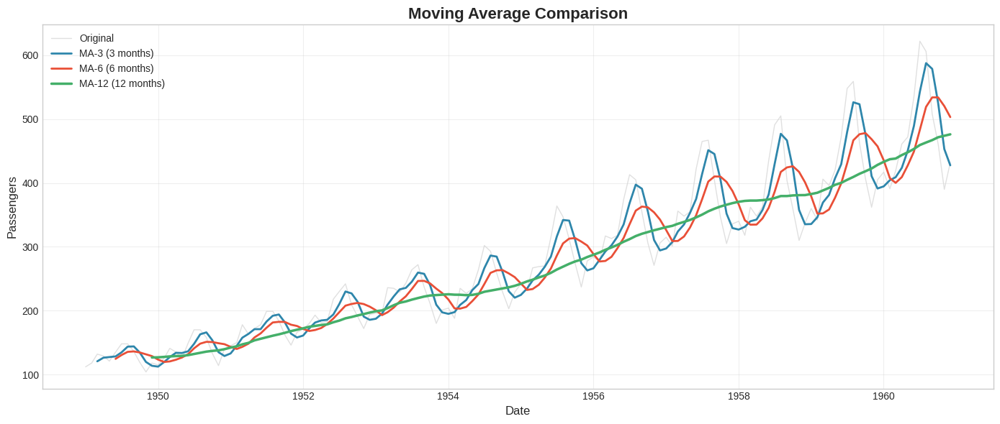 Moving Average Comparison
Original
MA-3 (3 months)
MA-6 (6 months)
MA-12 (12 months)
Passengers
600
500
400
300
200
100
1950 1952 1954 1956 1958 1960
Date